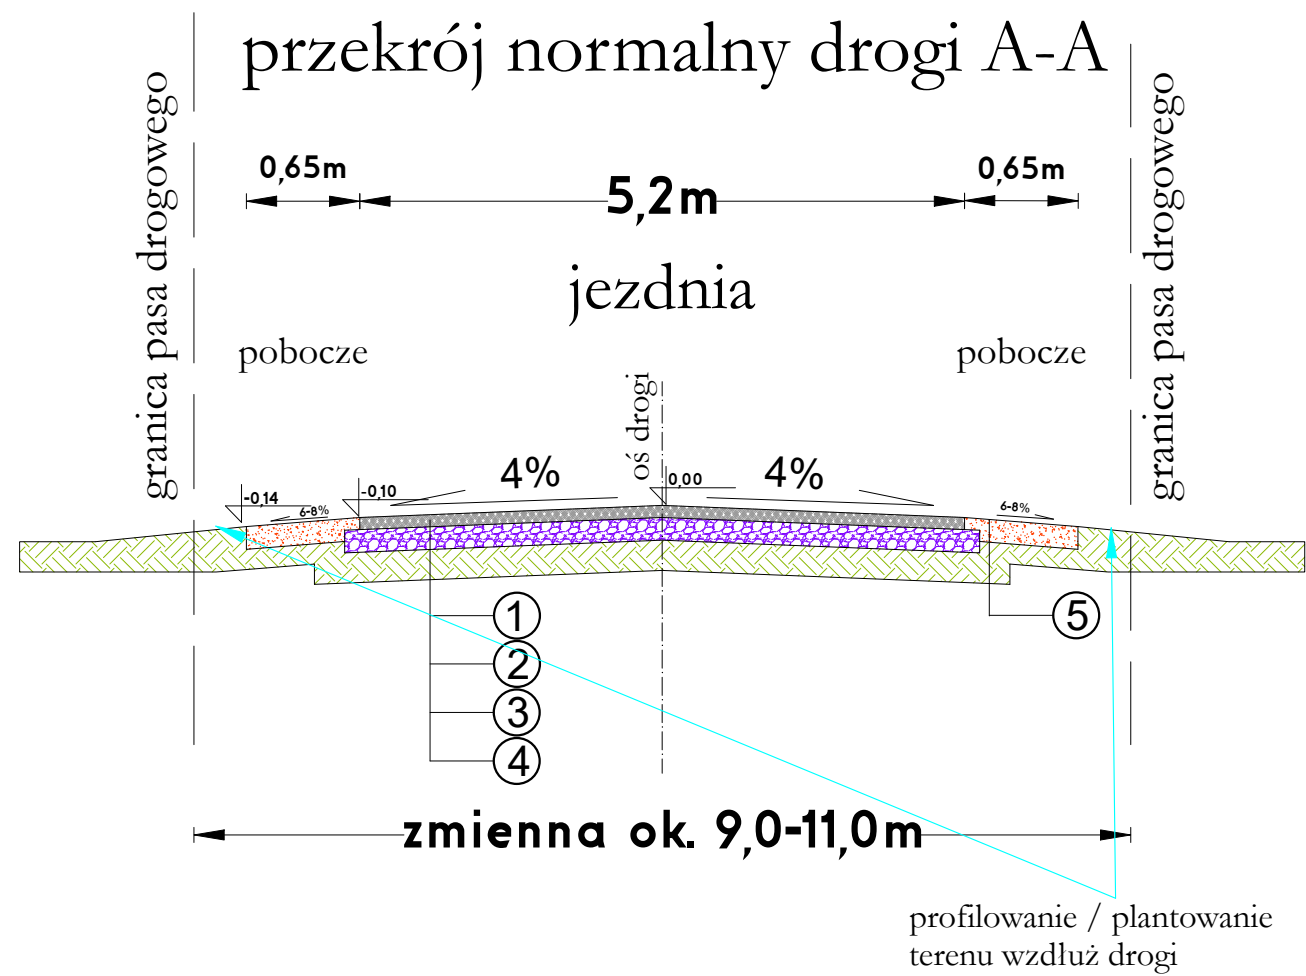 przekrój normalny drogi A-A
granica pasa drogowego
granica pasa drogowego
0,65m
5,2m
0,65m
jezdnia
pobocze
pobocze
oś drogi
4%
4%
0,00
-0,14
-0,10
6-8%
6-8%
1
2
3
4
5
zmienna ok. 9,0-11,0m
profilowanie / plantowanie
terenu wzdłuż drogi